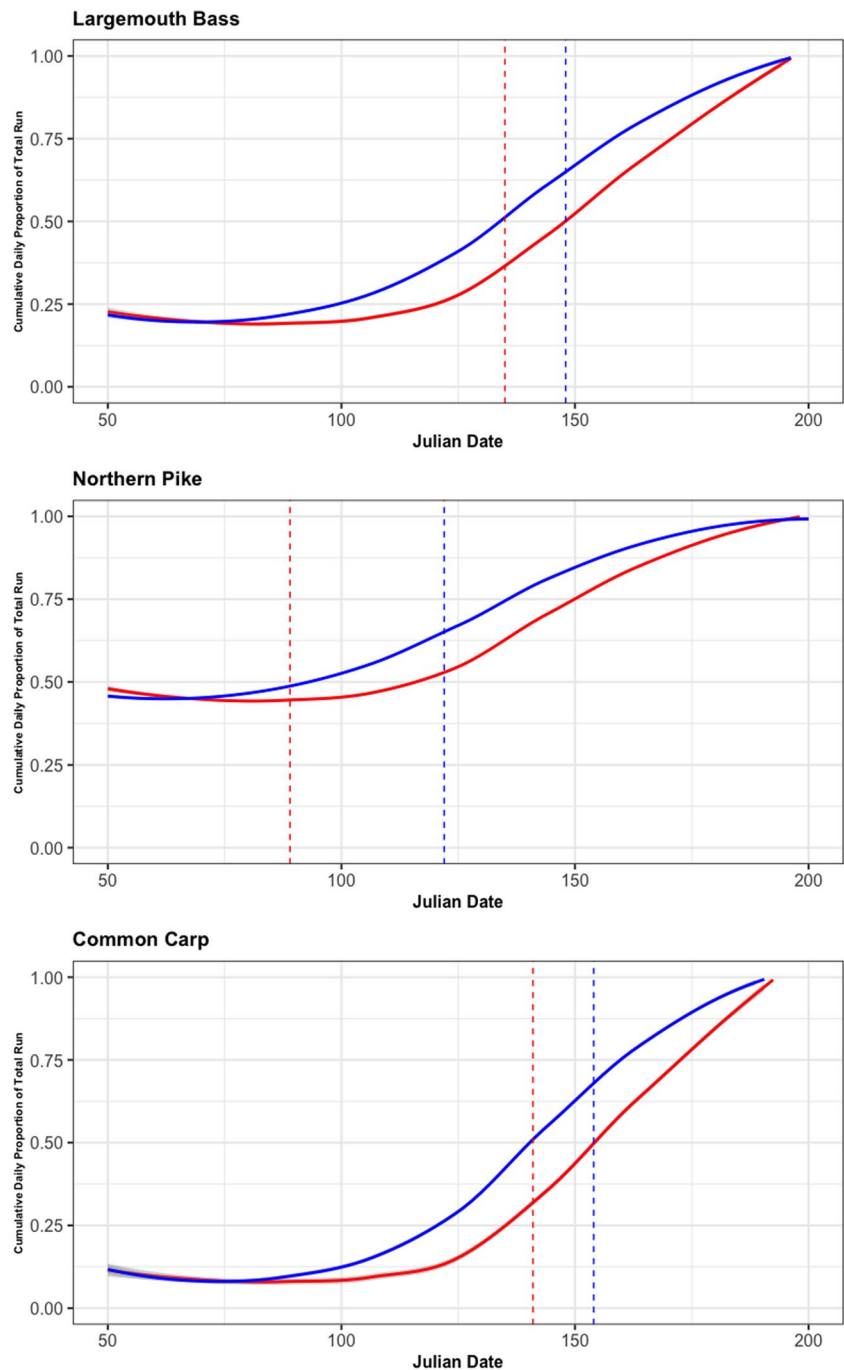 Largemouth Bass
Cumulative Daily Proportion of Total Run
1.00
0.75
0.50
0.25
0.00
50 100 150 200
Julian Date
Northern Pike
Cumulative Daily Proportion of Total Run
1.00
0.75
0.50
0.25
0.00
50 100 150 200
Julian Date
Common Carp
Cumulative Daily Proportion of Total Run
1.00
0.75
0.50
0.25
0.00
50 100 150 200
Julian Date